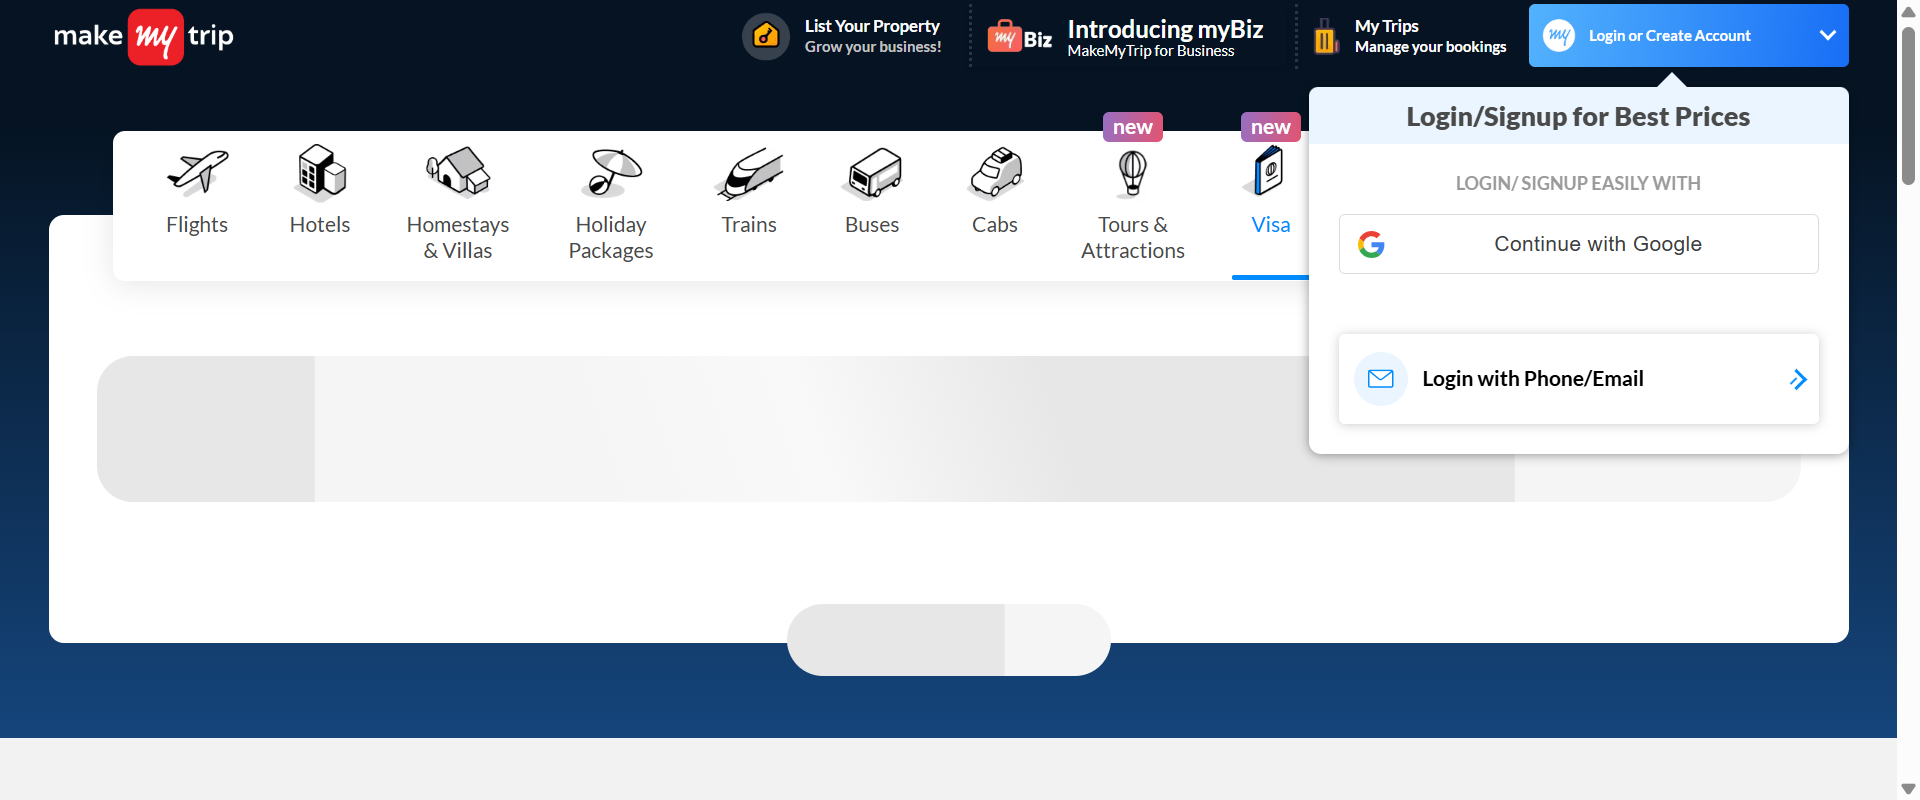 make my trip
List Your Property
Grow your business!
my Biz
Introducing myBiz
MakeMyTrip for Business
My Trips
Manage your bookings
my
Login or Create Account
Login/Signup for Best Prices
LOGIN/ SIGNUP EASILY WITH
Continue with Google
Login with Phone/Email
new
new
Flights
Hotels
Homestays
& Villas
Holiday
Packages
Trains
Buses
Cabs
Tours &
Attractions
Visa